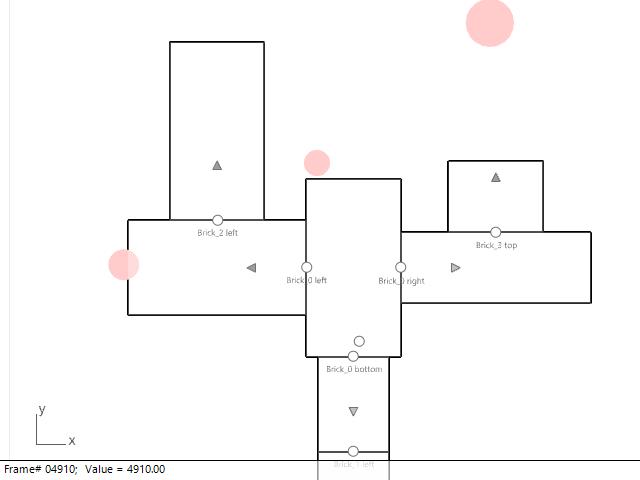 Brick_2 left
Brick_3 top
Brick_0 left
Brick_0 right
Brick_0 bottom
y
x
Brick_1 left
Frame# 04910;  Value = 4910.00